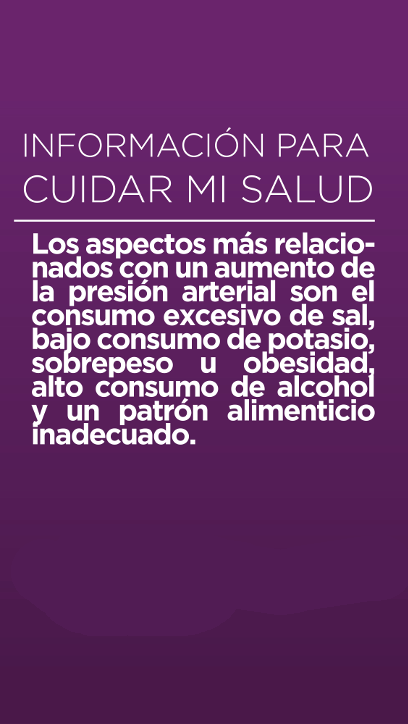 INFORMACIÓN PARA
CUIDAR MI SALUD
Los aspectos más relacio-
nados con un aumento de
la presión arterial son el
consumo excesivo de sal,
bajo consumo de potasio,
sobrepeso u obesidad,
alto consumo de alcohol
y un patrón alimenticio
inadecuado.